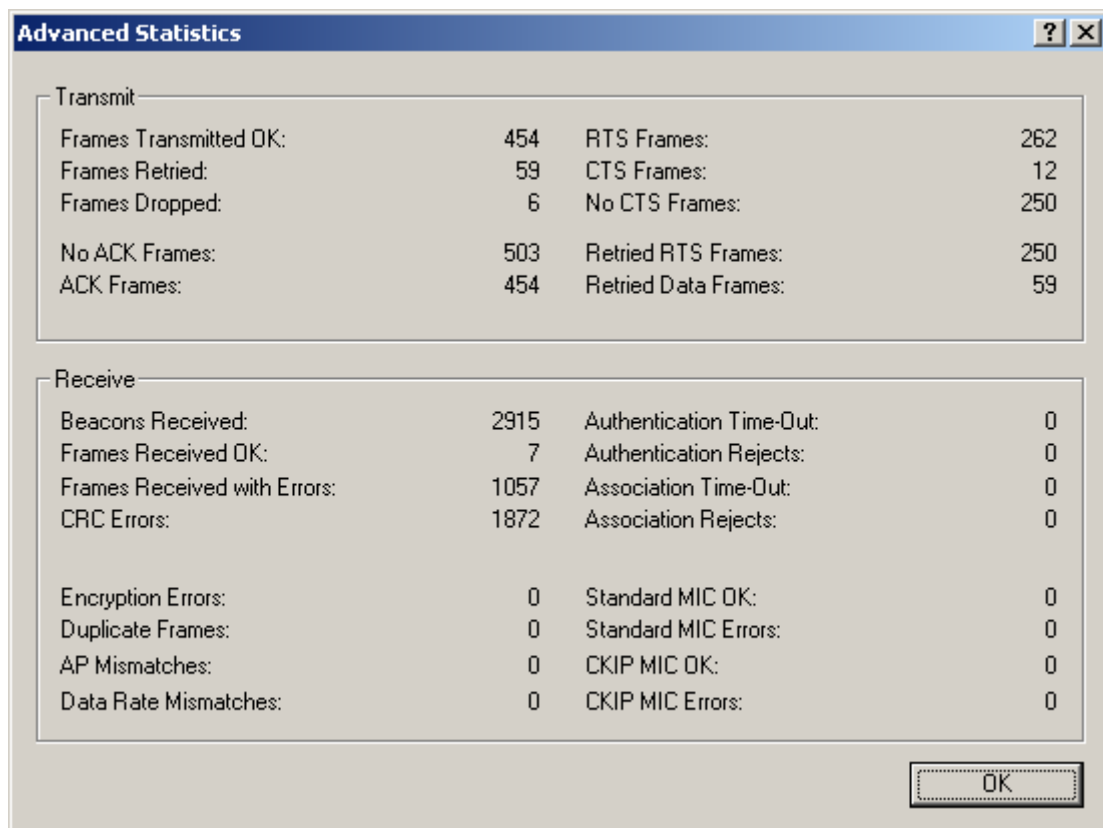 Advanced Statistics
Transmit
Frames Transmitted OK: 454 RTS Frames: 262
Frames Retried: 59 CTS Frames: 12
Frames Dropped: 6 No CTS Frames: 250
No ACK Frames: 503 Retried RTS Frames: 250
ACK Frames: 454 Retried Data Frames: 59
Receive
Beacons Received: 2915 Authentication Time-Out: 0
Frames Received OK: 7 Authentication Rejects: 0
Frames Received with Errors: 1057 Association Time-Out: 0
CRC Errors: 1872 Association Rejects: 0
Encryption Errors: 0 Standard MIC OK: 0
Duplicate Frames: 0 Standard MIC Errors: 0
AP Mismatches: 0 CKIP MIC OK: 0
Data Rate Mismatches: 0 CKIP MIC Errors: 0
OK